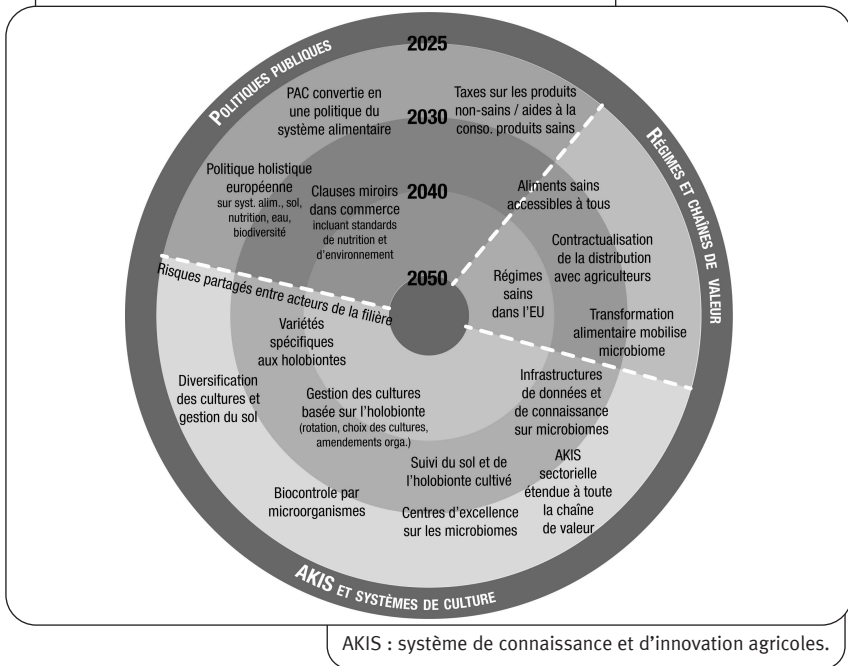 2025
POLITIQUES PUBLIQUES
PAC convertie en
une politique du
système alimentaire
Taxes sur les produits
non-sains / aides à la
conso. produits sains
2030
RÉGIMES ET CHAÎNES DE VALEUR
Politique holistique
européenne
sur syst. alim., sol,
nutrition, eau,
biodiversité
Clauses miroirs
dans commerce
incluant standards
de nutrition et
d'environnement
2040
Aliments sains
accessibles à tous
Contractualisation
de la distribution
avec agriculteurs
2050
Régimes
sains
dans l'EU
Risques partagés entre acteurs de la filière
Transformation
alimentaire mobilise
microbiome
Variétés
spécifiques
aux holobiontes
Diversification
des cultures et
gestion du sol
Gestion des cultures
basée sur l'holobionte
(rotation, choix des cultures,
amendements orga.)
Infrastructures
de données et
de connaissance
sur microbiomes
Suivi du sol et de
l'holobionte cultivé
AKIS
sectorielle
étendue à toute
la chaîne
de valeur
Biocontrole par
microorganismes
Centres d'excellence
sur les microbiomes
AKIS ET SYSTÈMES DE CULTURE
AKIS : système de connaissance et d'innovation agricoles.